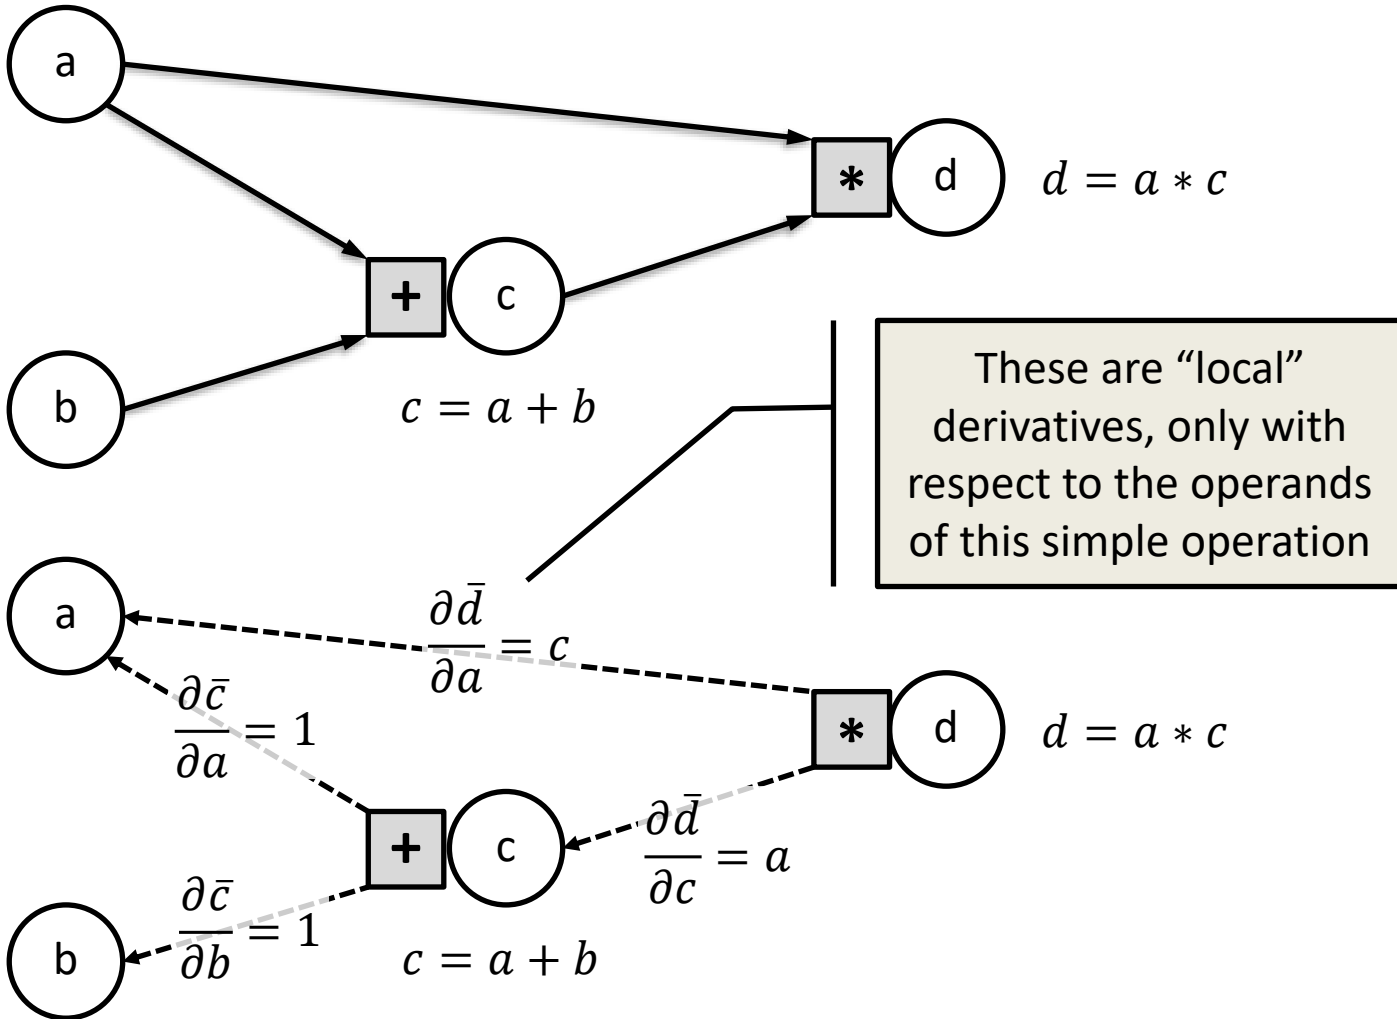 a
*
d
d = a * c
+
c
b
c = a + b
These are “local”
derivatives, only with
respect to the operands
of this simple operation
a
∂d̄/∂a = c
∂c̄/∂a = 1
*
d
d = a * c
+
c
∂d̄/∂c = a
∂c̄/∂b = 1
b
c = a + b